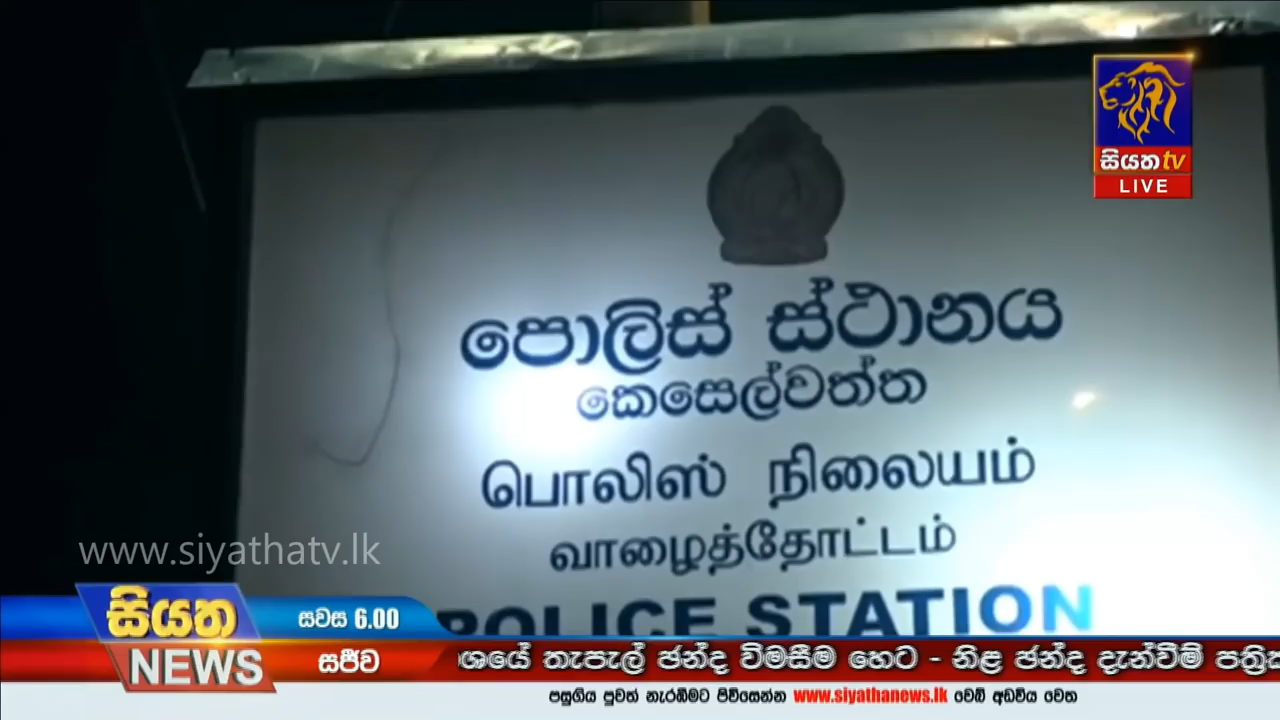 සියත tv
LIVE
පොලිස් ස්ථානය
කෙසෙල්වත්ත
பொலிஸ் நிலையம்
வாழைத்தோட்டம்
POLICE STATION
www.siyathatv.lk
සියත
NEWS
සවස 6.00
සජීව
ශයේ තැපැල් ඡන්ද විමසීම හෙට - නිළ ඡන්ද දැන්වීම් පත්‍රික
පසුගිය පුවත් නැරඹීමට පිවිසෙන්න www.siyathanews.lk වෙබ් අඩවිය වෙත